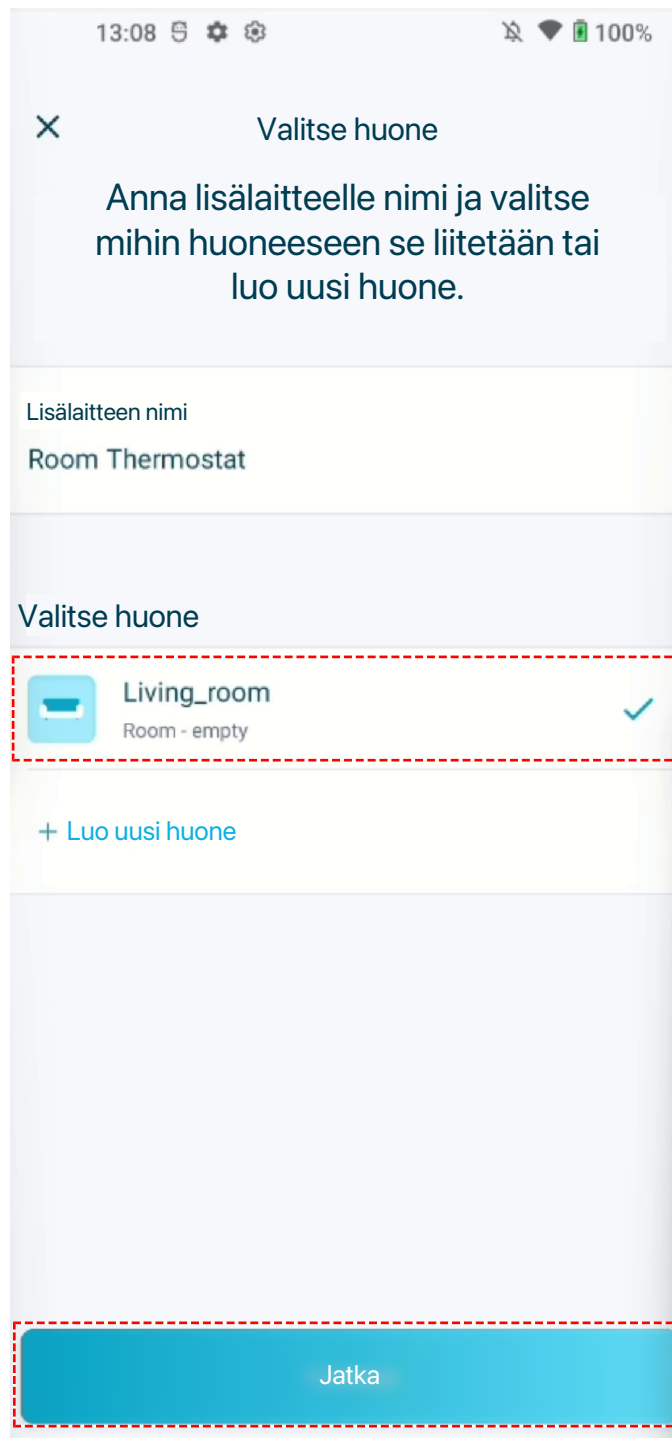 13:08 100%
Valitse huone
Anna lisälaitteelle nimi ja valitse
mihin huoneeseen se liitetään tai
luo uusi huone.
Lisälaitteen nimi
Room Thermostat
Valitse huone
Living_room
Room - empty
+ Luo uusi huone
Jatka